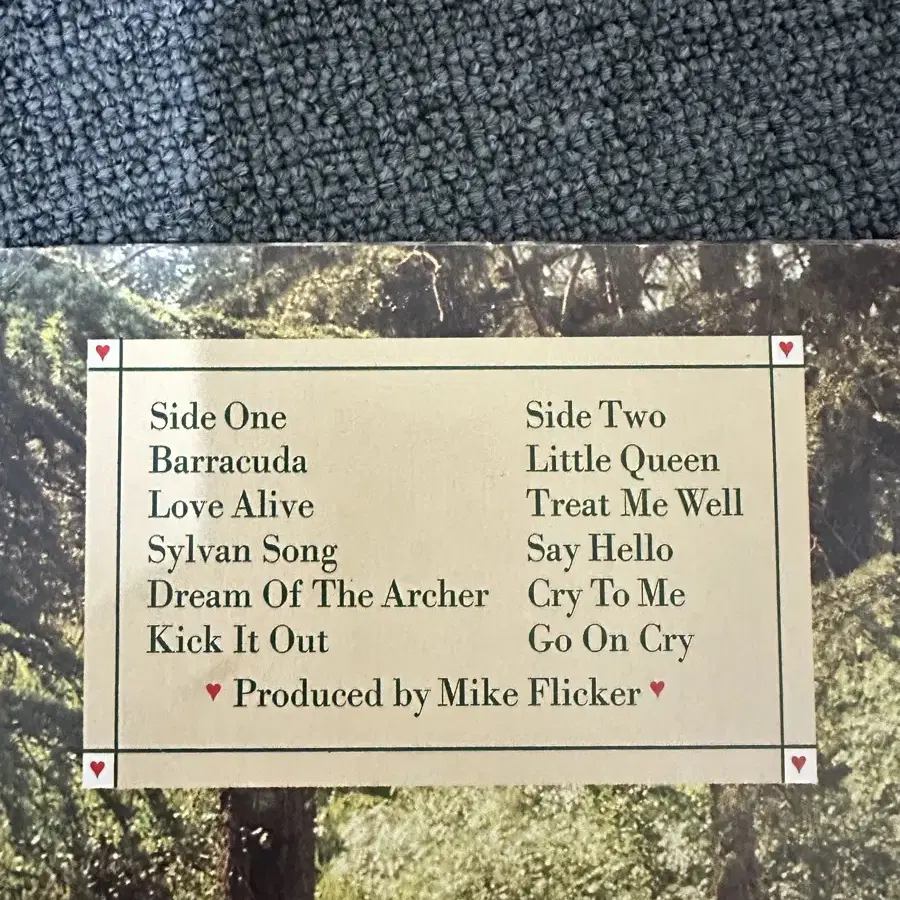 Side One
Barracuda
Love Alive
Sylvan Song
Dream Of The Archer
Kick It Out
Side Two
Little Queen
Treat Me Well
Say Hello
Cry To Me
Go On Cry
♥ Produced by Mike Flicker ♥